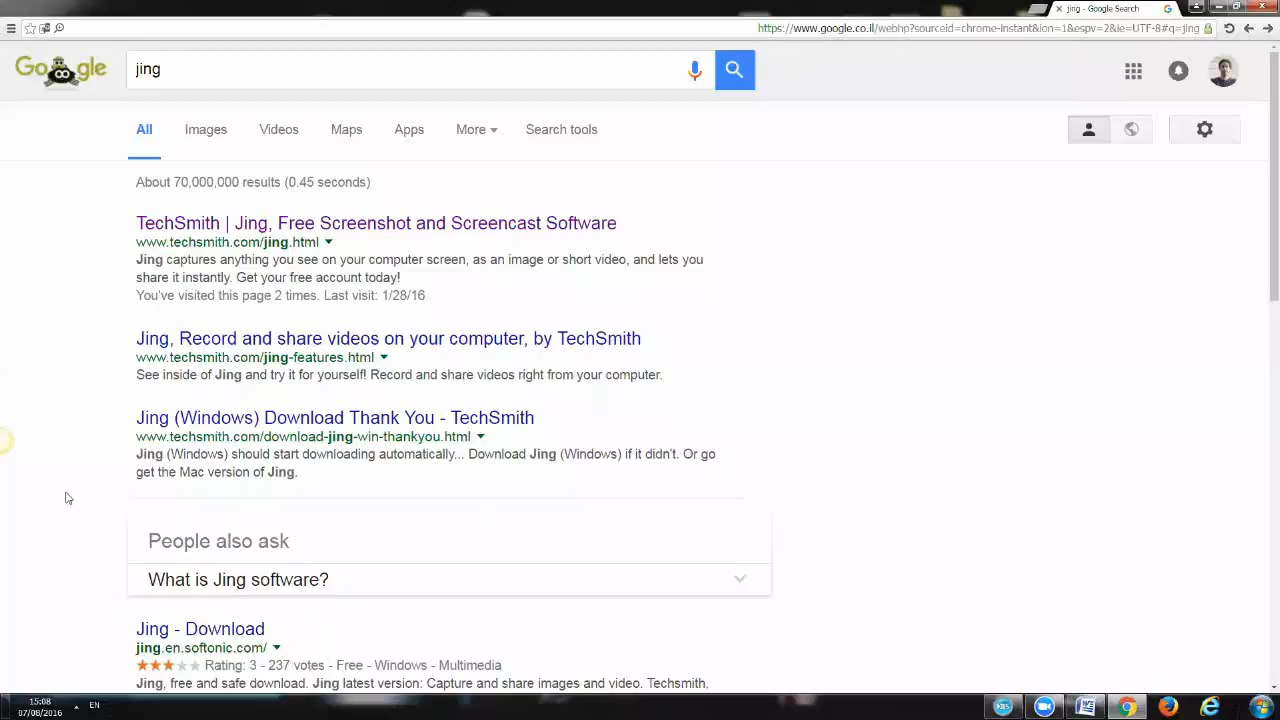 jing - Google Search
https://www.google.co.il/webhp?sourceid=chrome-instant&ion=1&espv=2&ie=UTF-8#q=jing
Google
jing
All Images Videos Maps Apps More Search tools
About 70,000,000 results (0.45 seconds)
TechSmith | Jing, Free Screenshot and Screencast Software
www.techsmith.com/jing.html
Jing captures anything you see on your computer screen, as an image or short video, and lets you
share it instantly. Get your free account today!
You've visited this page 2 times. Last visit: 1/28/16
Jing, Record and share videos on your computer, by TechSmith
www.techsmith.com/jing-features.html
See inside of Jing and try it for yourself! Record and share videos right from your computer.
Jing (Windows) Download Thank You - TechSmith
www.techsmith.com/download-jing-win-thankyou.html
Jing (Windows) should start downloading automatically... Download Jing (Windows) if it didn't. Or go
get the Mac version of Jing.
People also ask
What is Jing software?
Jing - Download
jing.en.softonic.com/
Rating: 3 - 237 votes - Free - Windows - Multimedia
Jing, free and safe download. Jing latest version: Capture and share images and video. Techsmith,
15:08
07/08/2016
EN